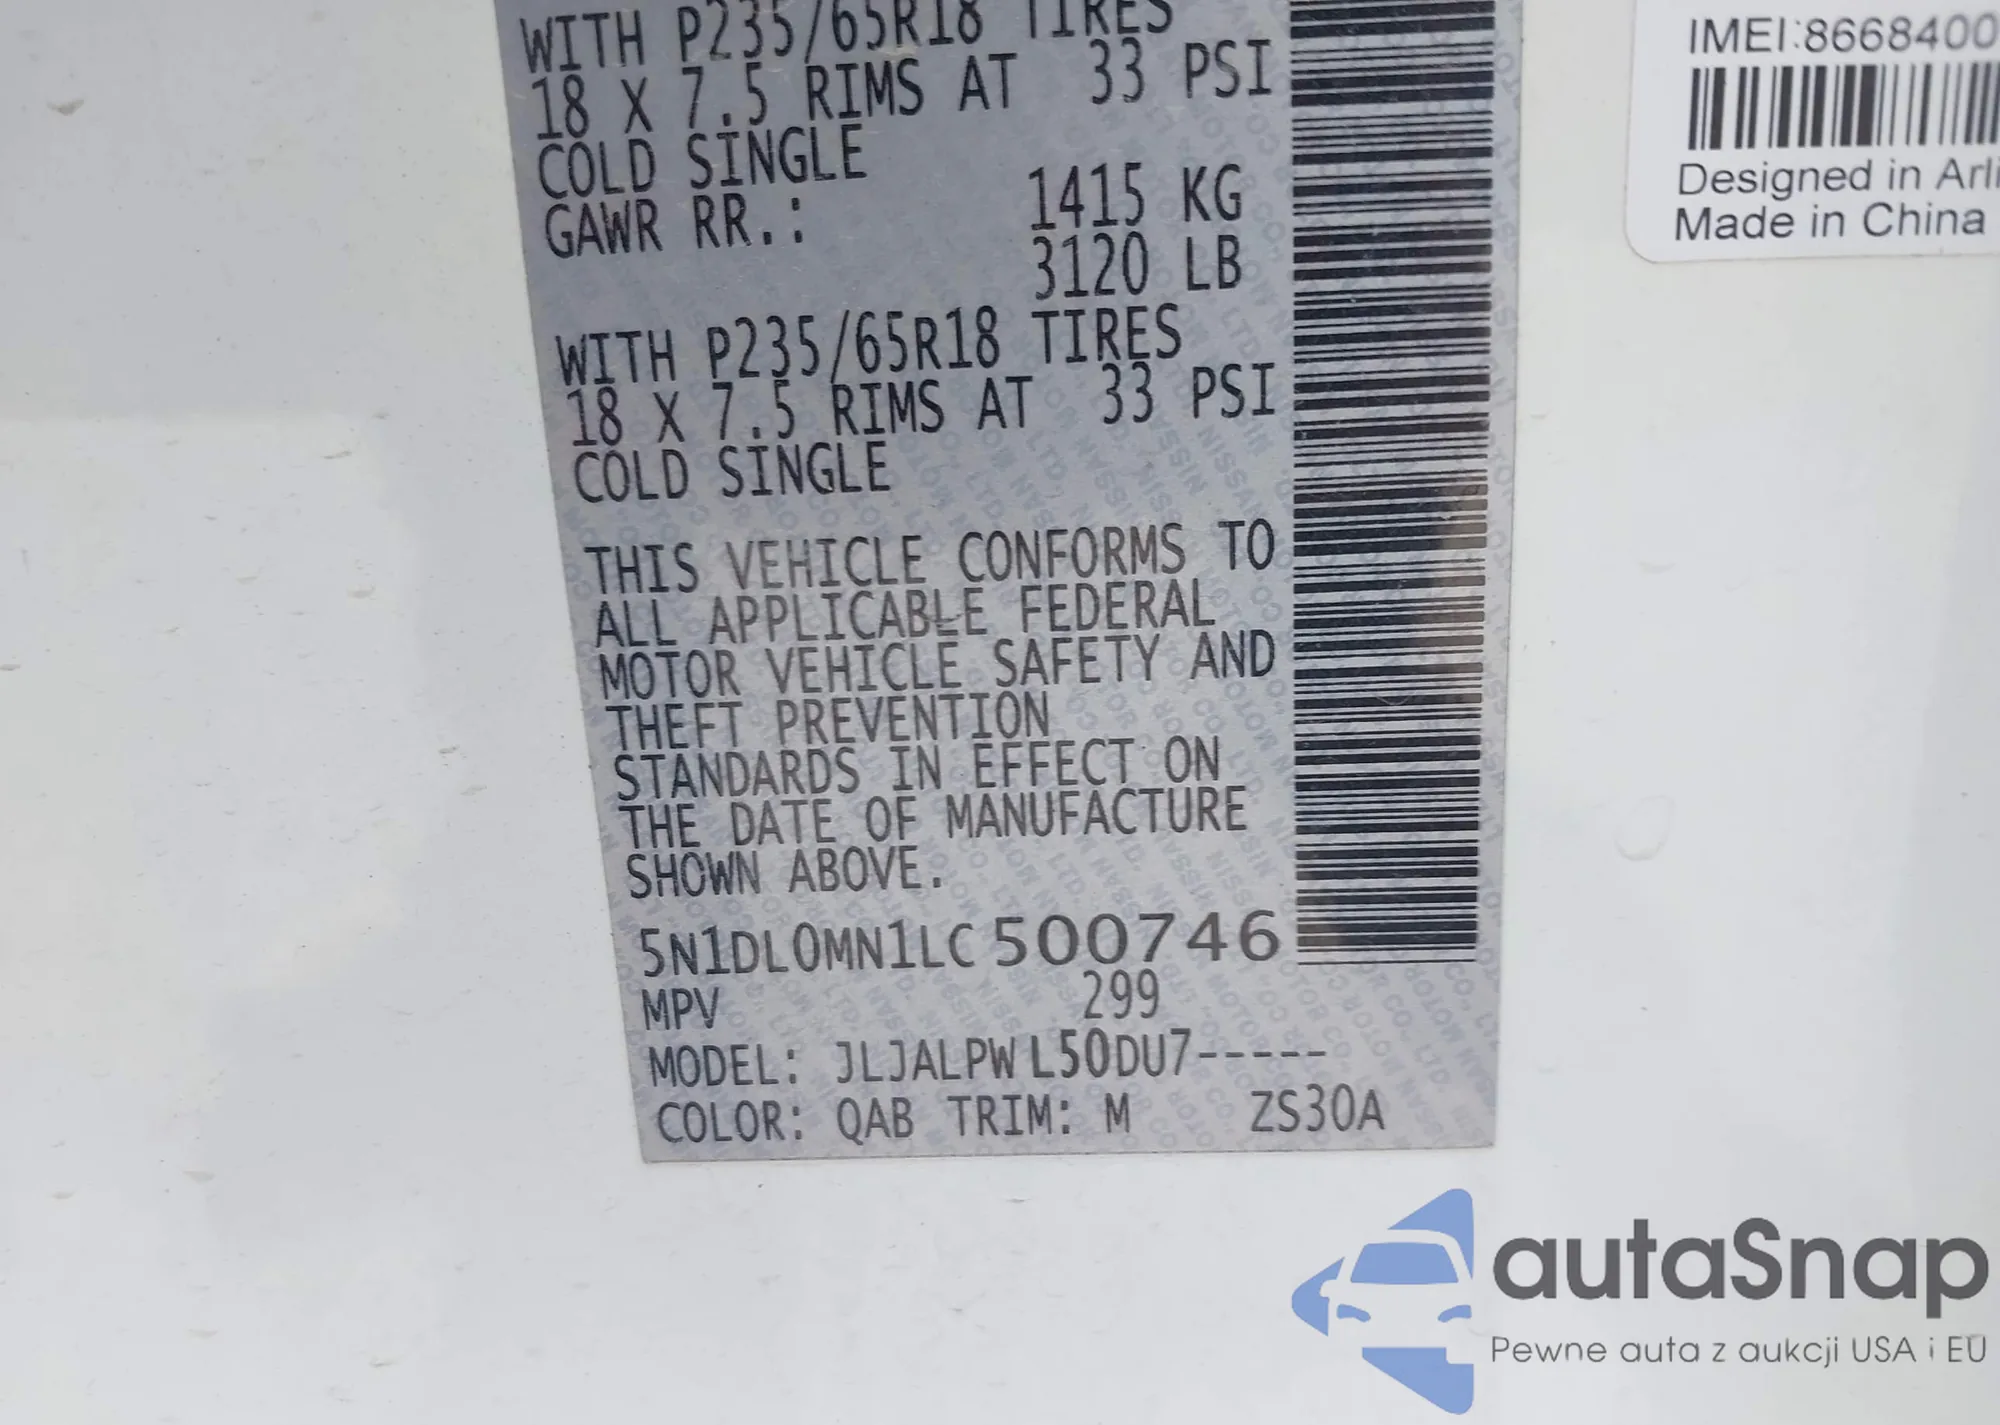 WITH P235/65R18 TIRES
18 X 7.5 RIMS AT 33 PSI
COLD SINGLE
GAWR RR.: 1415 KG
3120 LB
WITH P235/65R18 TIRES
18 X 7.5 RIMS AT 33 PSI
COLD SINGLE
THIS VEHICLE CONFORMS TO
ALL APPLICABLE FEDERAL
MOTOR VEHICLE SAFETY AND
THEFT PREVENTION
STANDARDS IN EFFECT ON
THE DATE OF MANUFACTURE
SHOWN ABOVE.
5N1DL0MN1LC500746
MPV 299
MODEL: JLJALPWL50DU7-----
COLOR: QAB TRIM: M ZS30A
IMEI:8668400
Designed in Arli
Made in China
autaSnap
Pewne auta z aukcji USA i EU